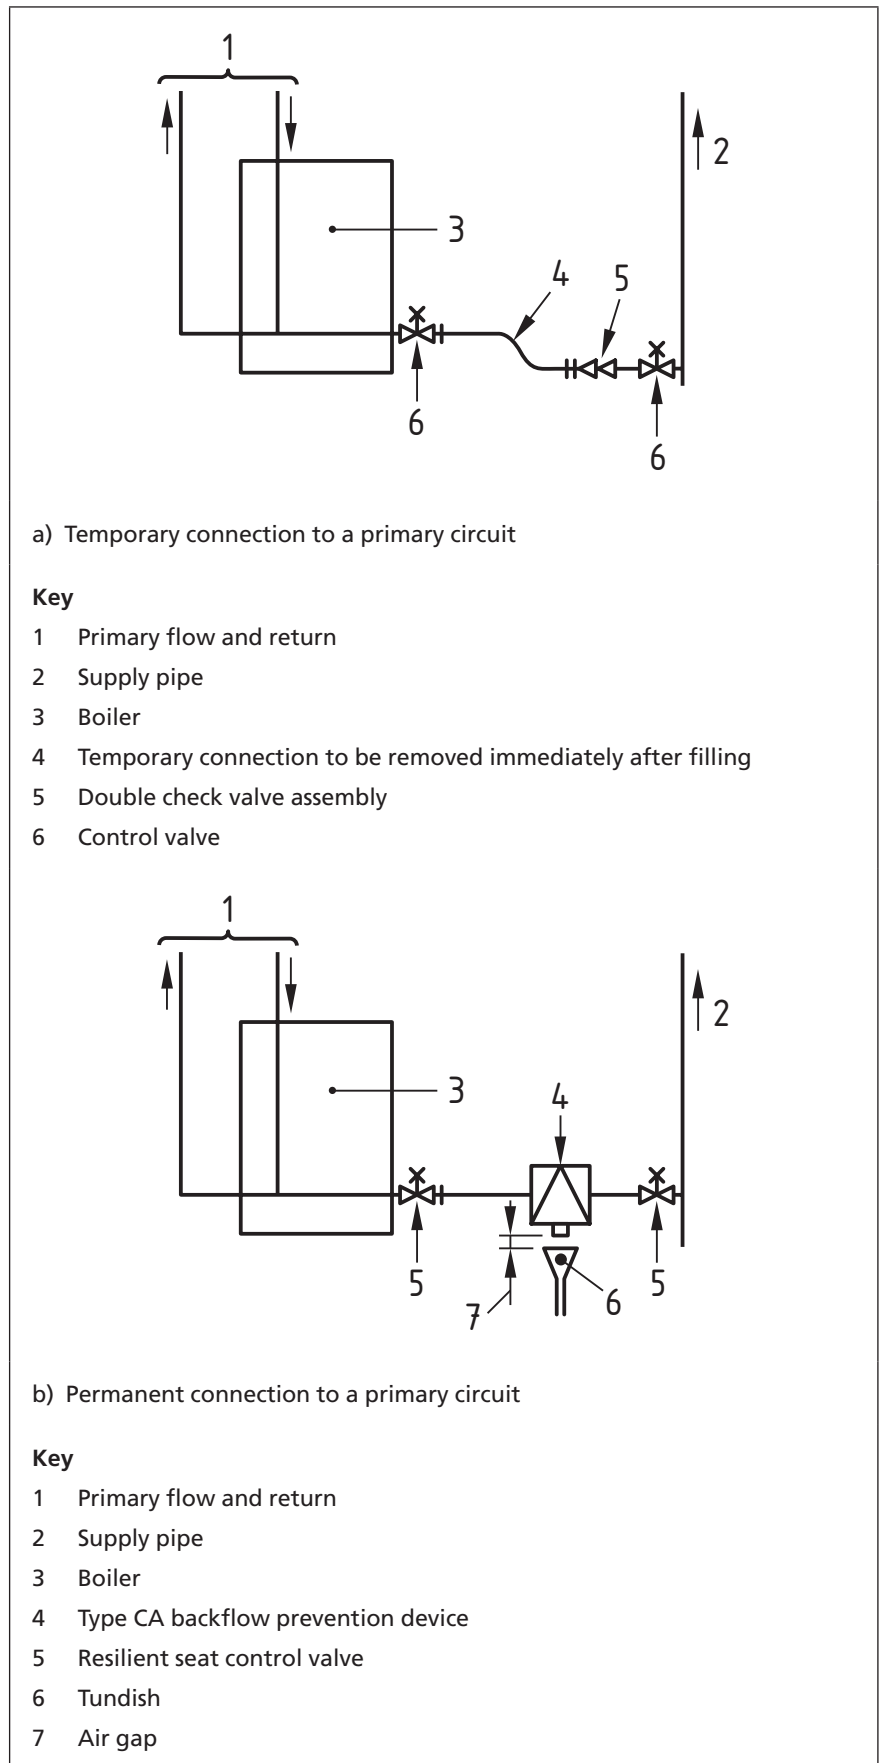 1
2
3
4
5
6
6
a) Temporary connection to a primary circuit
Key
1 Primary flow and return
2 Supply pipe
3 Boiler
4 Temporary connection to be removed immediately after filling
5 Double check valve assembly
6 Control valve
1
2
3
4
5
6
5
7
b) Permanent connection to a primary circuit
Key
1 Primary flow and return
2 Supply pipe
3 Boiler
4 Type CA backflow prevention device
5 Resilient seat control valve
6 Tundish
7 Air gap